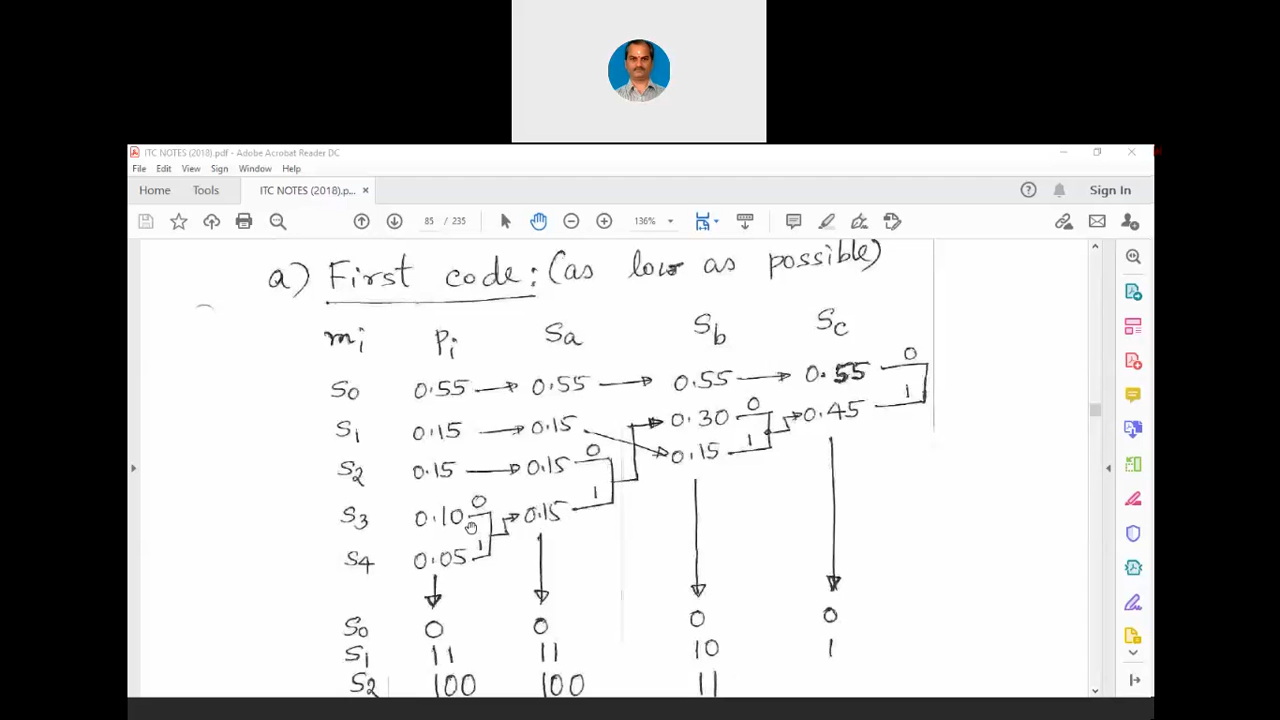 ITC NOTES (2018).pdf - Adobe Acrobat Reader DC
File Edit View Sign Window Help
Home Tools ITC NOTES (2018).p... × Sign In
85 / 235 136%
a) First code: (as low as possible)
mi Pi Sa Sb Sc
S0 0.55 → 0.55 → 0.55 → 0.55 0
S1 0.15 → 0.15 0.30 0 0.45 1
S2 0.15 → 0.15 0 0.15 1
S3 0.10 0 0.15 1
S4 0.05 1
S0 0 0 0 0
S1 11 11 10 1
S2 100 100 11